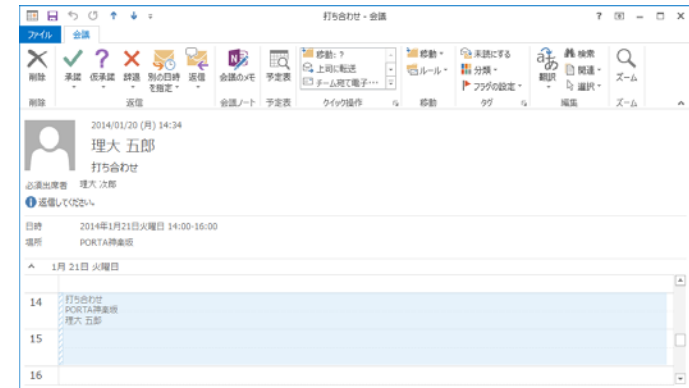 打ち合わせ - 会議
ファイル 会議
削除 承諾 仮承諾 辞退 別の日時を指定 返信 会議のメモ 予定表 移動: ? 上司に転送 チーム宛て電子… 移動 ルール 未読にする 分類 フラグの設定 翻訳 検索 関連 選択 ズーム
削除 返信 会議ノート 予定表 クイック操作 移動 タグ 編集 ズーム
2014/01/20 (月) 14:34
理大 五郎
打ち合わせ
必須出席者 理大 次郎
返信してください。
日時 2014年1月21日火曜日 14:00-16:00
場所 PORTA神楽坂
1月 21日 火曜日
14 打ち合わせ
PORTA神楽坂
理大 五郎
15
16